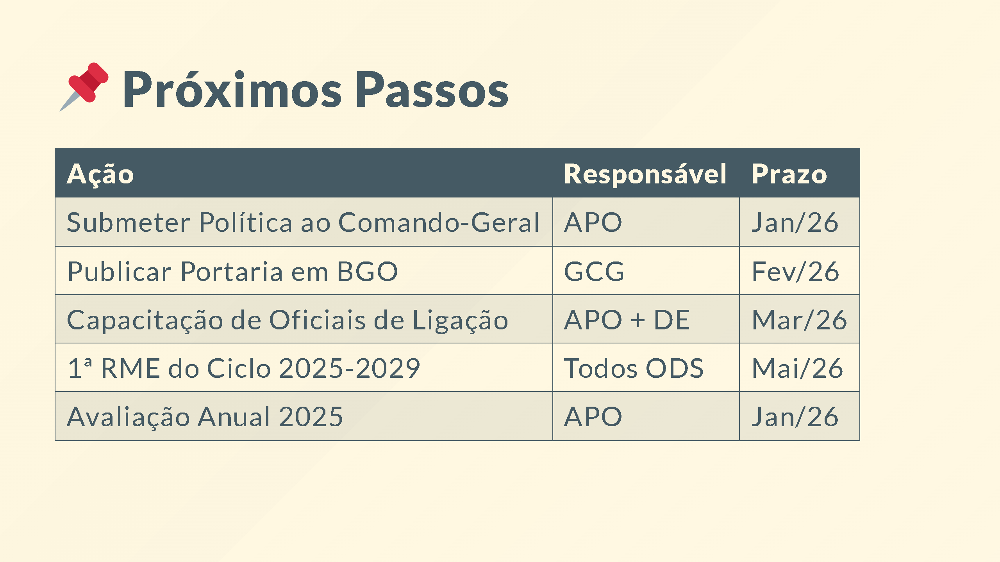 Próximos Passos
Ação Responsável Prazo
Submeter Política ao Comando-Geral APO Jan/26
Publicar Portaria em BGO GCG Fev/26
Capacitação de Oficiais de Ligação APO + DE Mar/26
1ª RME do Ciclo 2025-2029 Todos ODS Mai/26
Avaliação Anual 2025 APO Jan/26